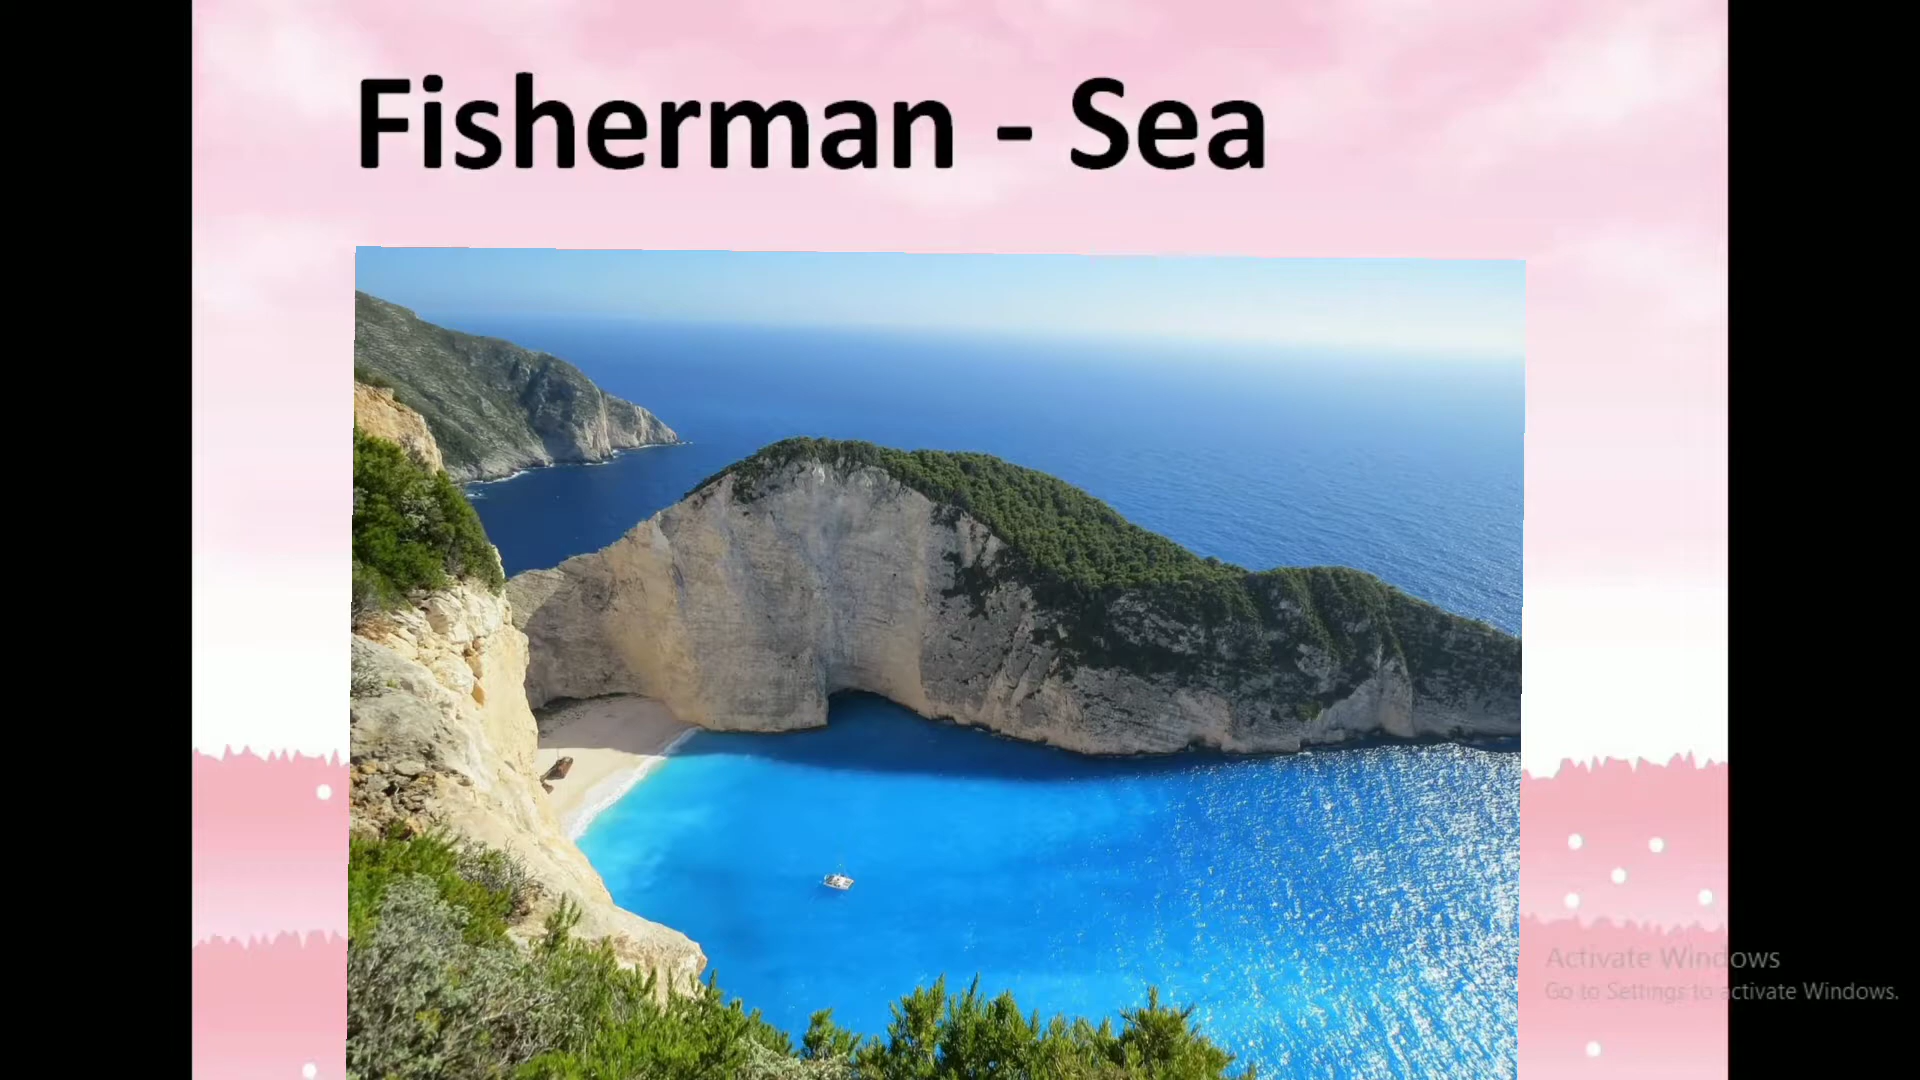 Fisherman - Sea
Activate Windows
Go to Settings to activate Windows.